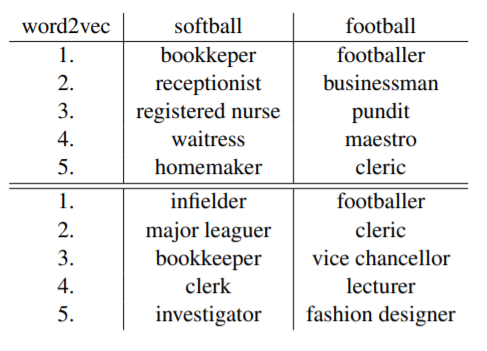 word2vec softball football
1. bookkeper footballer
2. receptionist businessman
3. registered nurse pundit
4. waitress maestro
5. homemaker cleric
1. infielder footballer
2. major leaguer cleric
3. bookkeeper vice chancellor
4. clerk lecturer
5. investigator fashion designer